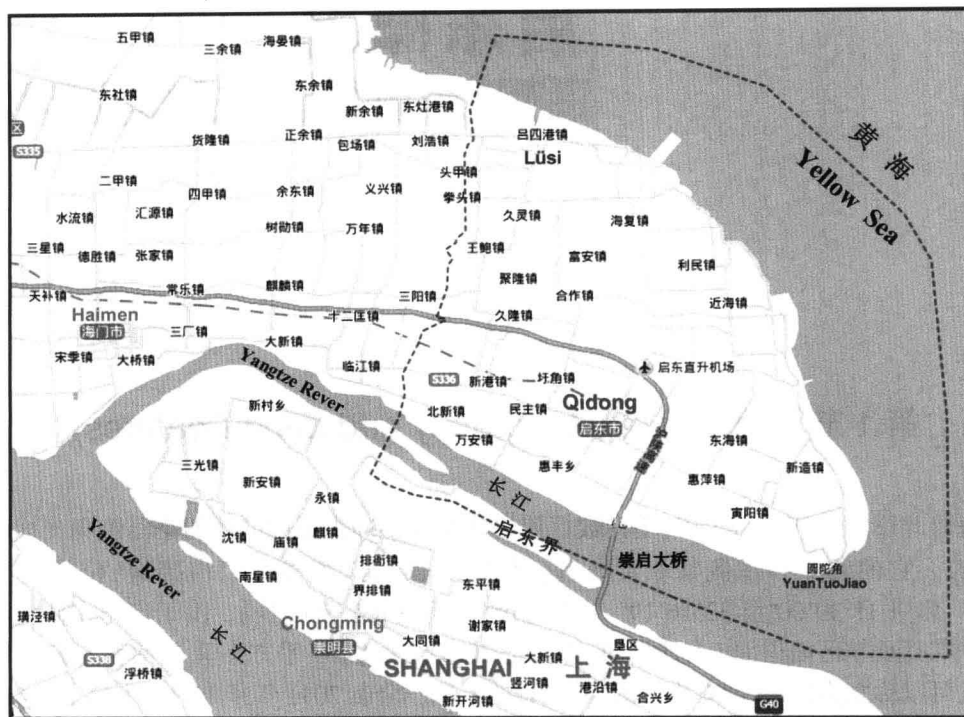 五甲镇
三余镇
海晏镇
东社镇
东余镇
新余镇
东灶港镇
区
S335
货隆镇
正余镇
包场镇
刘浩镇
吕四港镇
Lüsi
黄海
Yellow Sea
二甲镇
四甲镇
余东镇
义兴镇
头甲镇
拳头镇
水流镇
汇源镇
树勋镇
万年镇
久灵镇
海复镇
三星镇
德胜镇
张家镇
王鲍镇
聚隆镇
富安镇
利民镇
天补镇
常乐镇
麒麟镇
三阳镇
合作镇
近海镇
Haimen
海门市
三厂镇
十二匡镇
久隆镇
宋季镇
大桥镇
大新镇
临江镇
S336
新港镇
圩角镇
启东直升机场
Yangtze Rever
新村乡
北新镇
民主镇
Qidong
启东市
万安镇
惠丰乡
东海镇
三光镇
新安镇
长江
惠萍镇
新造镇
永镇
寅阳镇
Yangtze Rever
沈镇
庙镇
麒镇
启东界
崇启大桥
南星镇
排衙镇
圆陀角
YuanTuoJiao
界排镇
东平镇
璜泾镇
长江
Chongming
崇明县
谢家镇
大同镇
垦区
S338
浮桥镇
SHANGHAI 上海
大新镇
竖河镇
港沿镇
新开河镇
合兴乡
G40